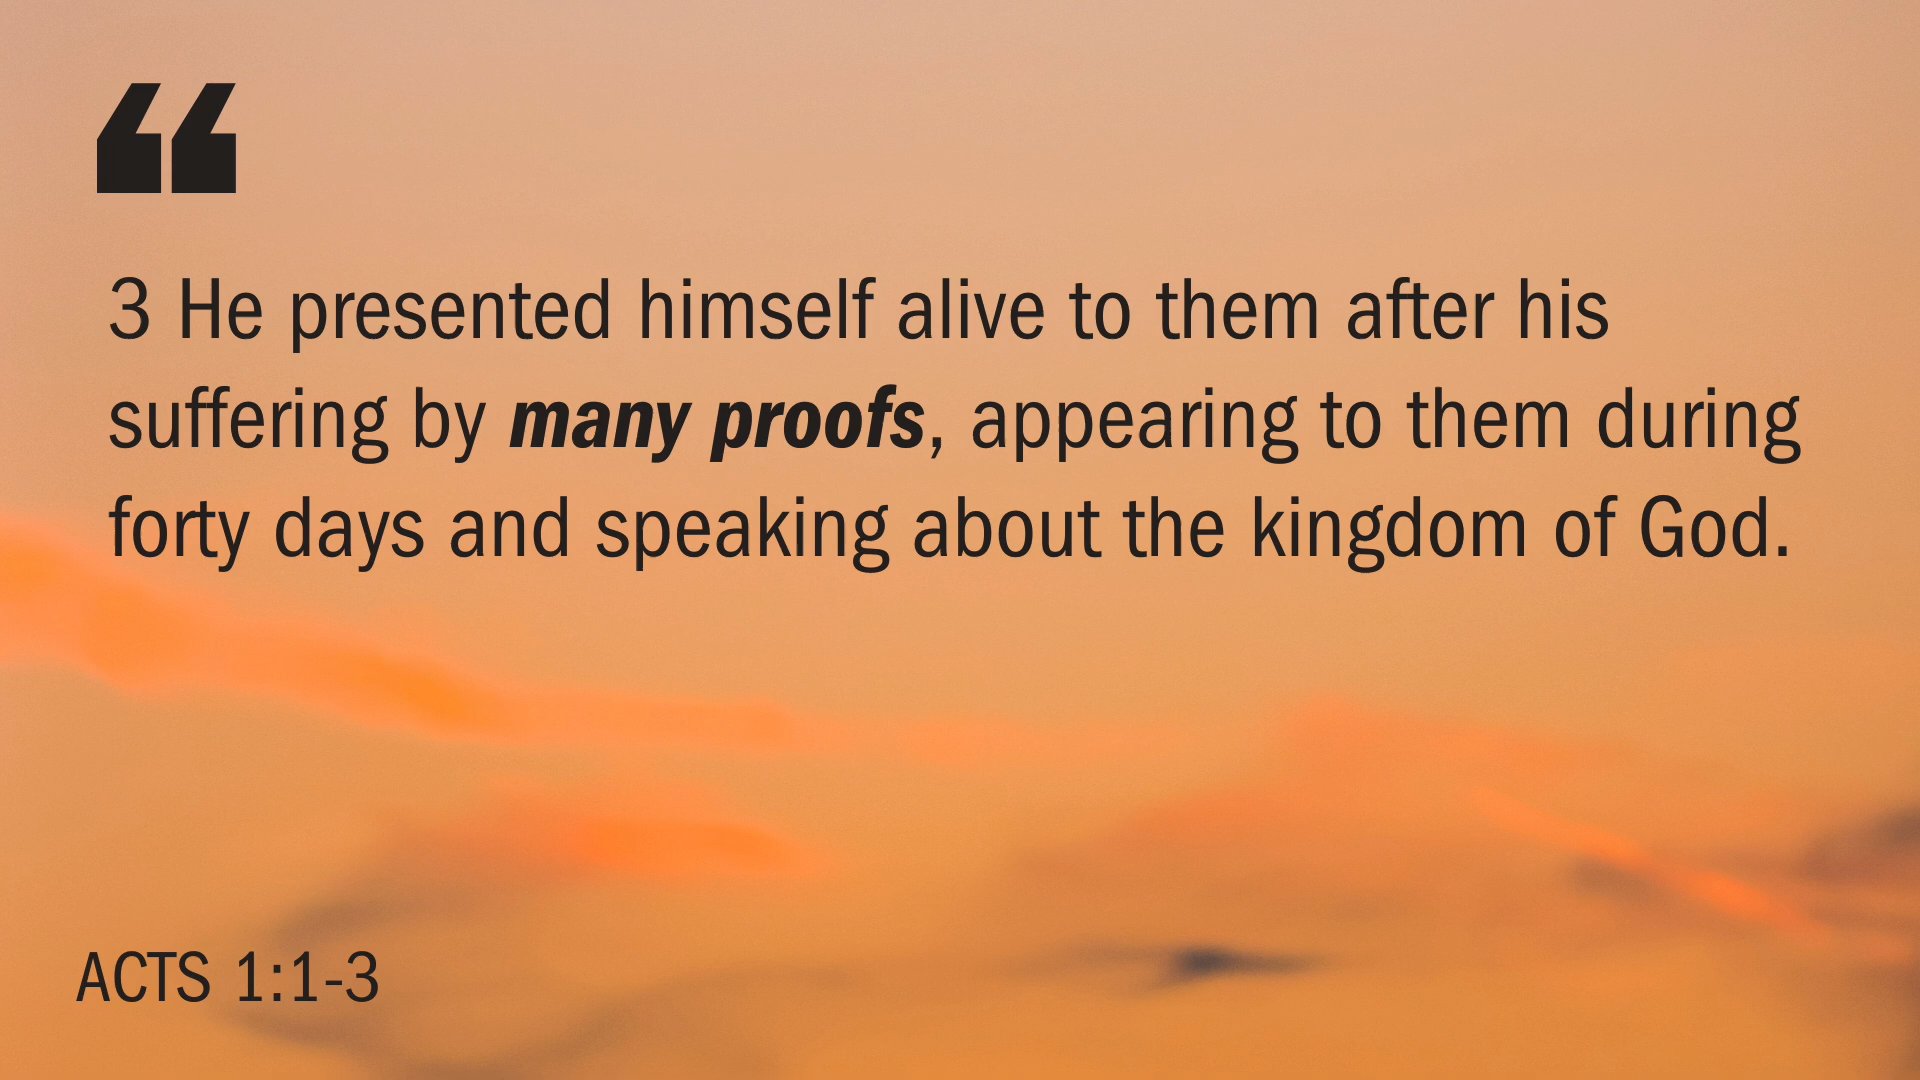 “
3 He presented himself alive to them after his
suffering by many proofs, appearing to them during
forty days and speaking about the kingdom of God.
ACTS 1:1-3